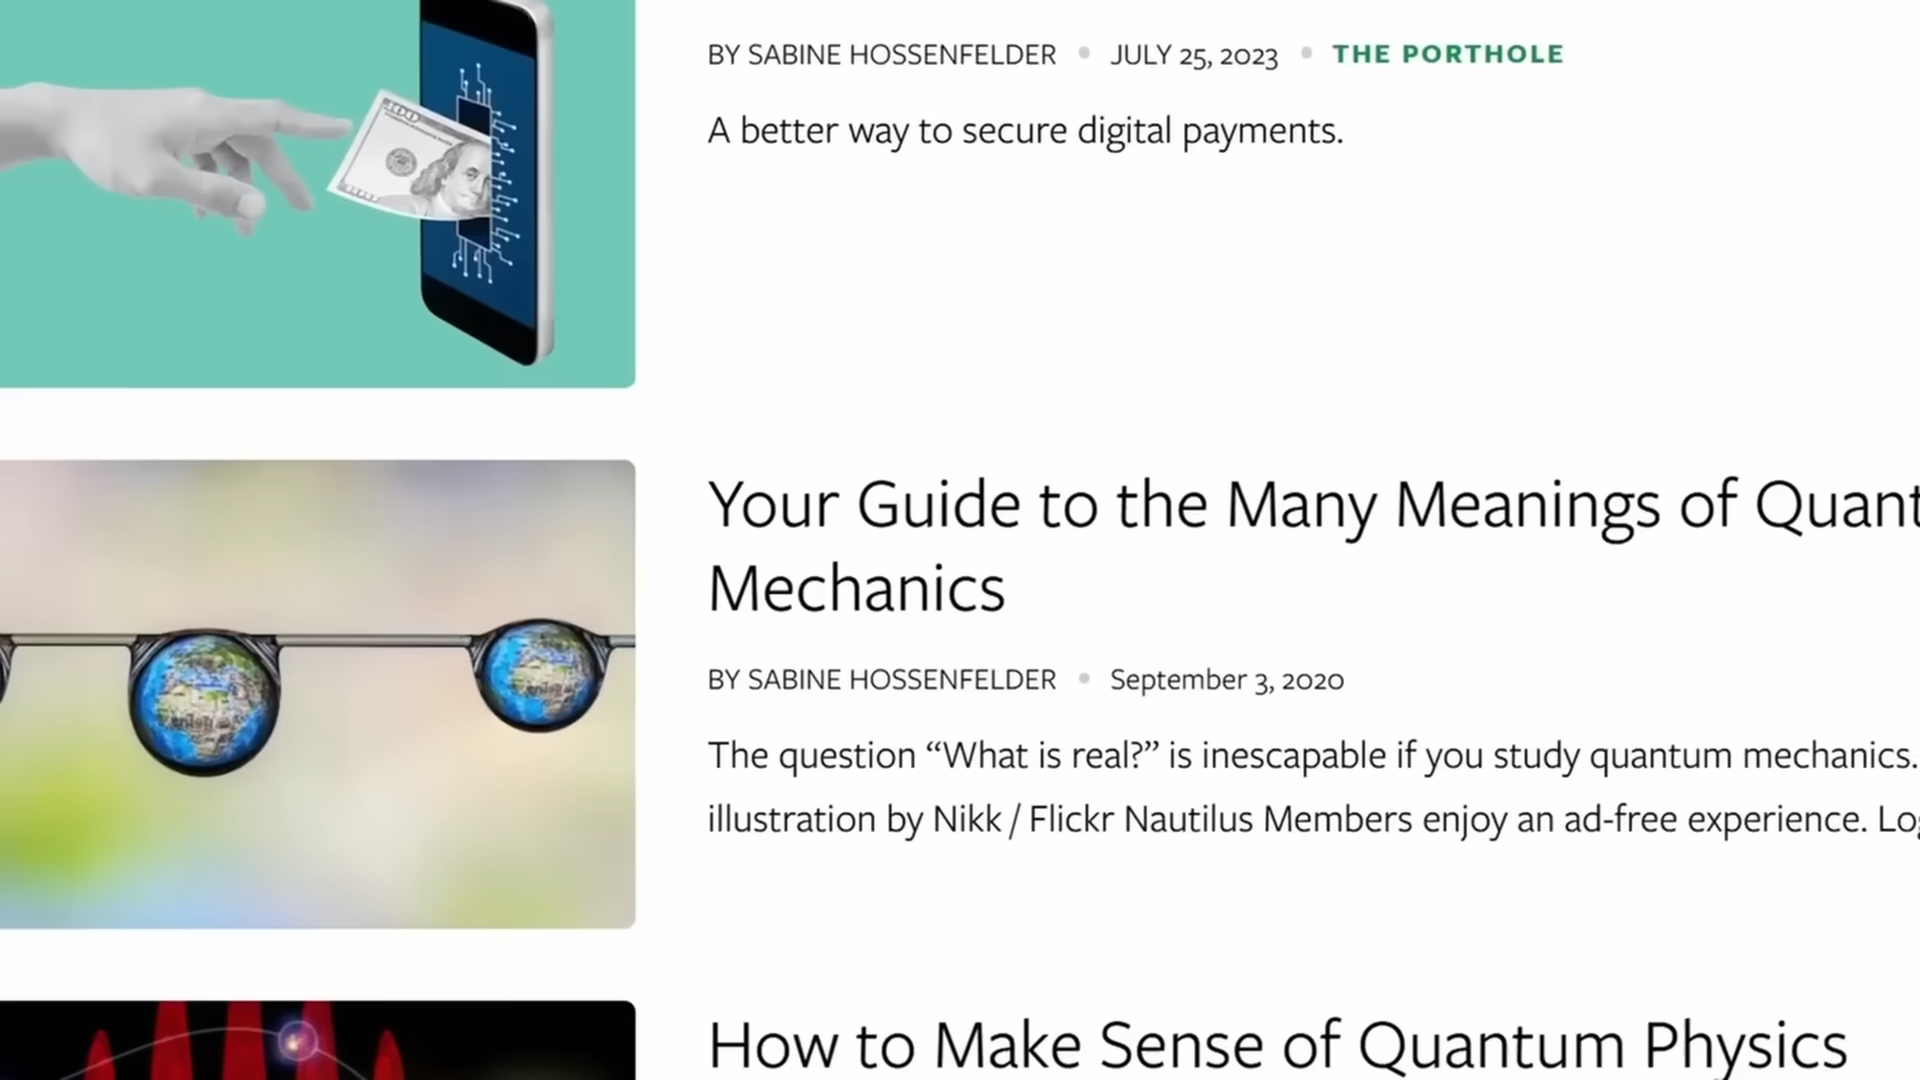 BY SABINE HOSSENFELDER • JULY 25, 2023 • THE PORTHOLE
A better way to secure digital payments.
Your Guide to the Many Meanings of Quant
Mechanics
BY SABINE HOSSENFELDER • September 3, 2020
The question “What is real?” is inescapable if you study quantum mechanics.
illustration by Nikk / Flickr Nautilus Members enjoy an ad-free experience. Lo
How to Make Sense of Quantum Physics